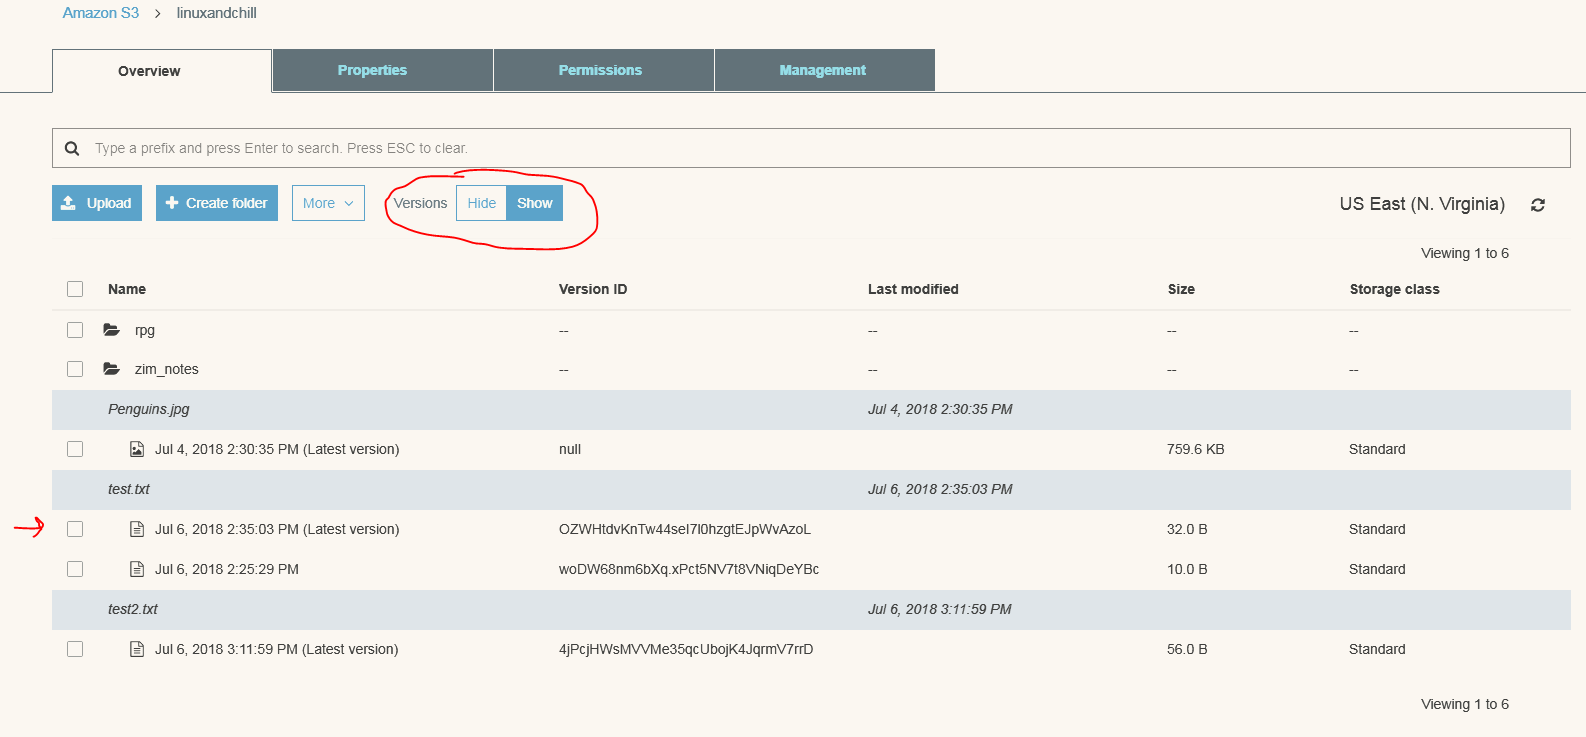 Amazon S3 > linuxandchill
Overview Properties Permissions Management
Type a prefix and press Enter to search. Press ESC to clear.
Upload Create folder More Versions Hide Show US East (N. Virginia)
Viewing 1 to 6
Name Version ID Last modified Size Storage class
rpg -- -- -- --
zim_notes -- -- -- --
Penguins.jpg Jul 4, 2018 2:30:35 PM
Jul 4, 2018 2:30:35 PM (Latest version) null 759.6 KB Standard
test.txt Jul 6, 2018 2:35:03 PM
Jul 6, 2018 2:35:03 PM (Latest version) OZWHtdvKnTw44seI7I0hzgtEJpWvAzoL 32.0 B Standard
Jul 6, 2018 2:25:29 PM woDW68nm6bXq.xPct5NV7t8VNiqDeYBc 10.0 B Standard
test2.txt Jul 6, 2018 3:11:59 PM
Jul 6, 2018 3:11:59 PM (Latest version) 4jPcjHWsMVVMe35qcUbojK4JqrmV7rrD 56.0 B Standard
Viewing 1 to 6